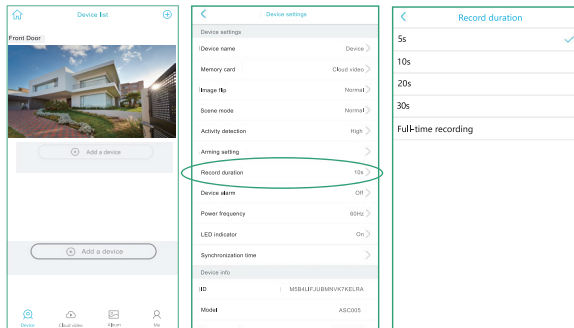 Device list
Front Door
Add a device
Add a device
Device
Cloud video
Album
Me
Device settings
Device settings
Device name Device
Memory card Cloud video
Image flip Normal
Scene mode Normal
Activity detection High
Arming setting
Record duration 10s
Device alarm Off
Power frequency 60Hz
LED indicator On
Synchronization time
Device info
ID M5B4LIFJUBMNVK7KELRA
Model ASC005
Record duration
5s
10s
20s
30s
Full-time recording